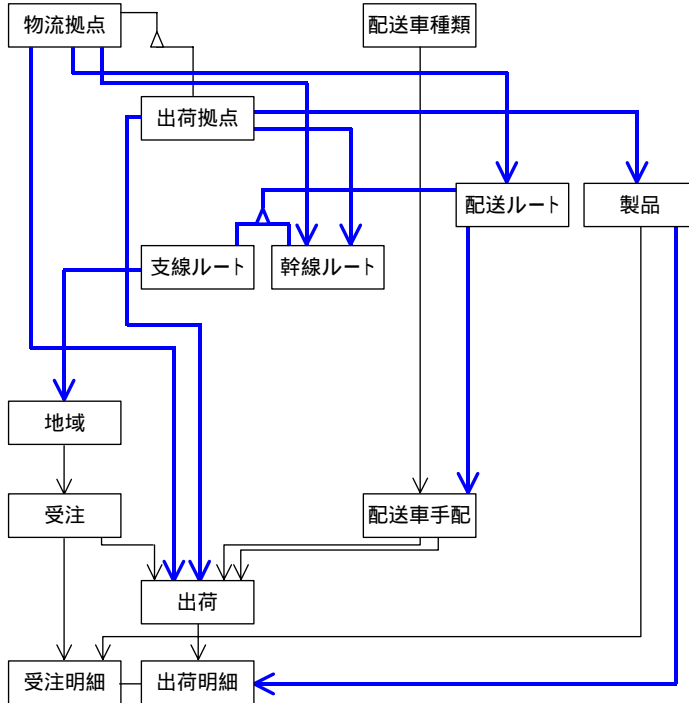 物流拠点
配送車種類
出荷拠点
配送ルート
製品
支線ルート
幹線ルート
地域
受注
配送車手配
出荷
受注明細
出荷明細